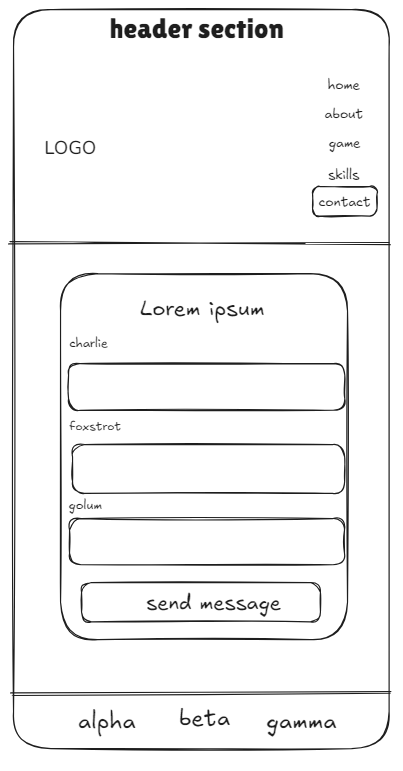 header section
home
about
LOGO
game
skills
contact
Lorem ipsum
charlie
foxstrot
golum
send message
alpha beta gamma